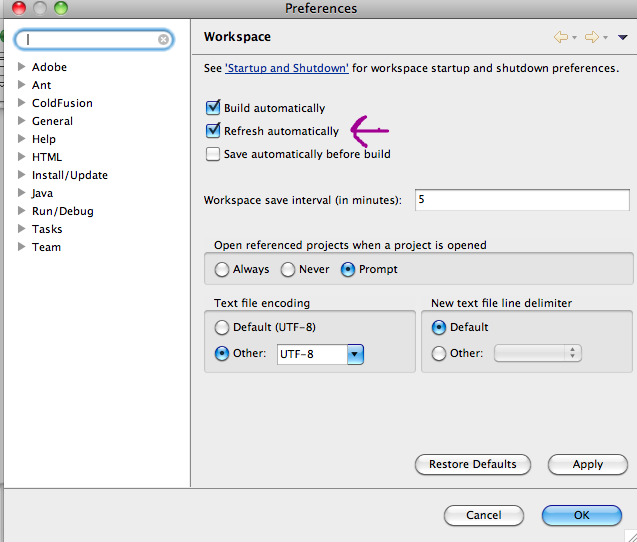 Preferences
Workspace
Adobe
Ant
ColdFusion
General
Help
HTML
Install/Update
Java
Run/Debug
Tasks
Team
See 'Startup and Shutdown' for workspace startup and shutdown preferences.
Build automatically
Refresh automatically
Save automatically before build
Workspace save interval (in minutes): 5
Open referenced projects when a project is opened
Always Never Prompt
Text file encoding
Default (UTF-8)
Other: UTF-8
New text file line delimiter
Default
Other:
Restore Defaults Apply
Cancel OK